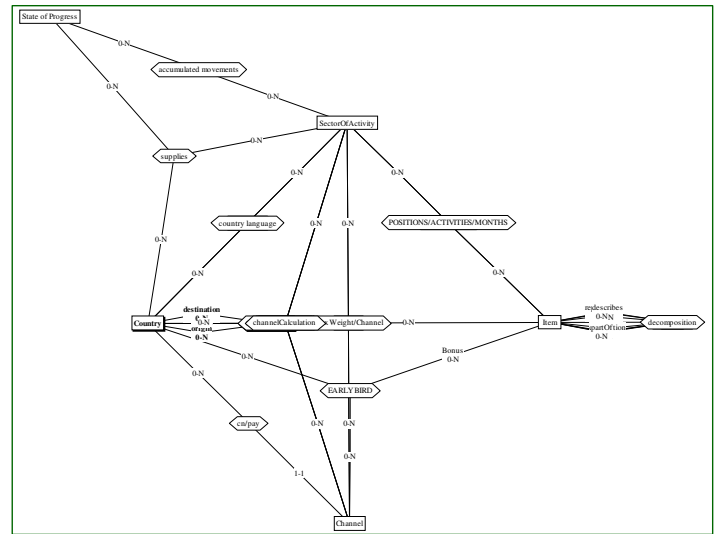 State of Progress
0-N
accumulated movements
0-N
0-N
SectorOfActivity
0-N
supplies
0-N
0-N
country language
0-N
0-N
POSITIONS/ACTIVITIES/MONTHS
0-N
0-N
0-N
destination
describes
0-N
Country
0-N
channelCalculation
Weight/Channel
0-N
Item
decomposition
0-N
0-N
Bonus
0-N
0-N
0-N
EARLY BIRD
cn/pay
0-N
0-N
0-N
1-1
Channel